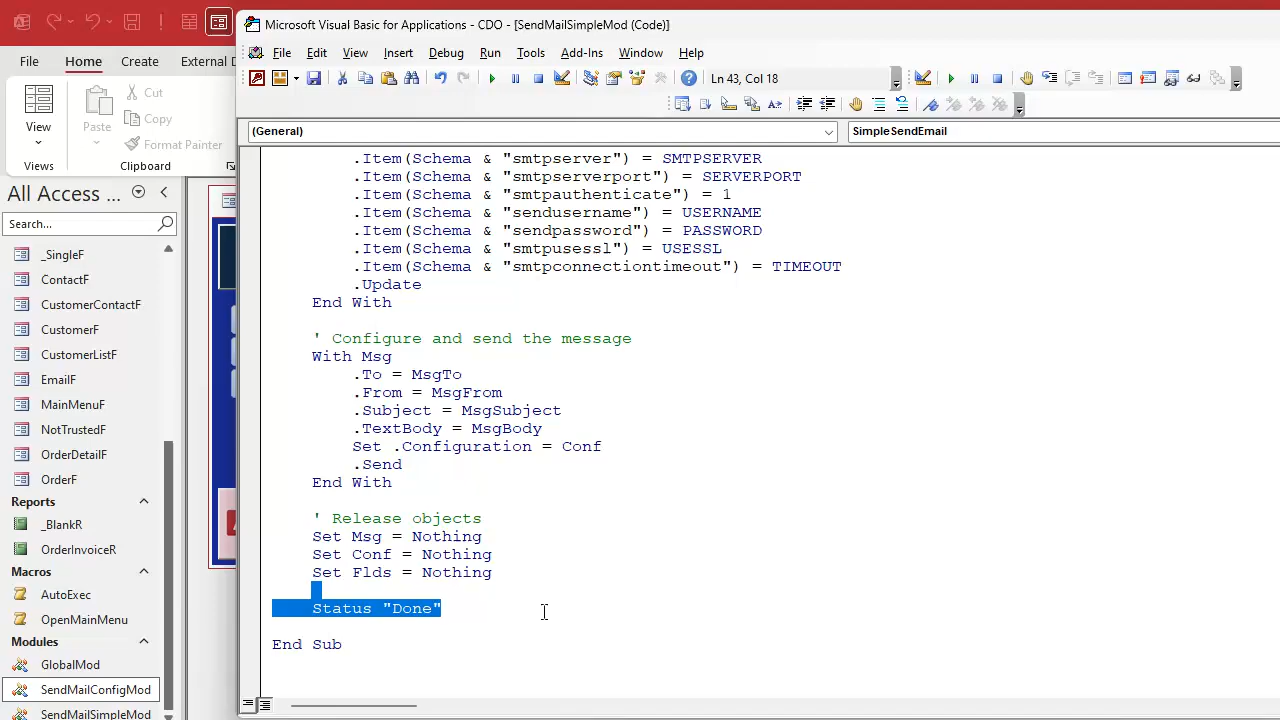 Microsoft Visual Basic for Applications - CDO - [SendMailSimpleMod (Code)]
File Edit View Insert Debug Run Tools Add-Ins Window Help
Ln 43, Col 18
(General)
SimpleSendEmail
File Home Create External D
View
Views
Paste
Cut
Copy
Format Painter
Clipboard
All Access ...
Search...
_SingleF
ContactF
CustomerContactF
CustomerF
CustomerListF
EmailF
MainMenuF
NotTrustedF
OrderDetailF
OrderF
Reports
_BlankR
OrderInvoiceR
Macros
AutoExec
OpenMainMenu
Modules
GlobalMod
SendMailConfigMod
SendMailSimpleMod
.Item(Schema & "smtpserver") = SMTPSERVER
.Item(Schema & "smtpserverport") = SERVERPORT
.Item(Schema & "smtpauthenticate") = 1
.Item(Schema & "sendusername") = USERNAME
.Item(Schema & "sendpassword") = PASSWORD
.Item(Schema & "smtpusessl") = USESSL
.Item(Schema & "smtpconnectiontimeout") = TIMEOUT
.Update
End With
' Configure and send the message
With Msg
.To = MsgTo
.From = MsgFrom
.Subject = MsgSubject
.TextBody = MsgBody
Set .Configuration = Conf
.Send
End With
' Release objects
Set Msg = Nothing
Set Conf = Nothing
Set Flds = Nothing
Status "Done"
End Sub